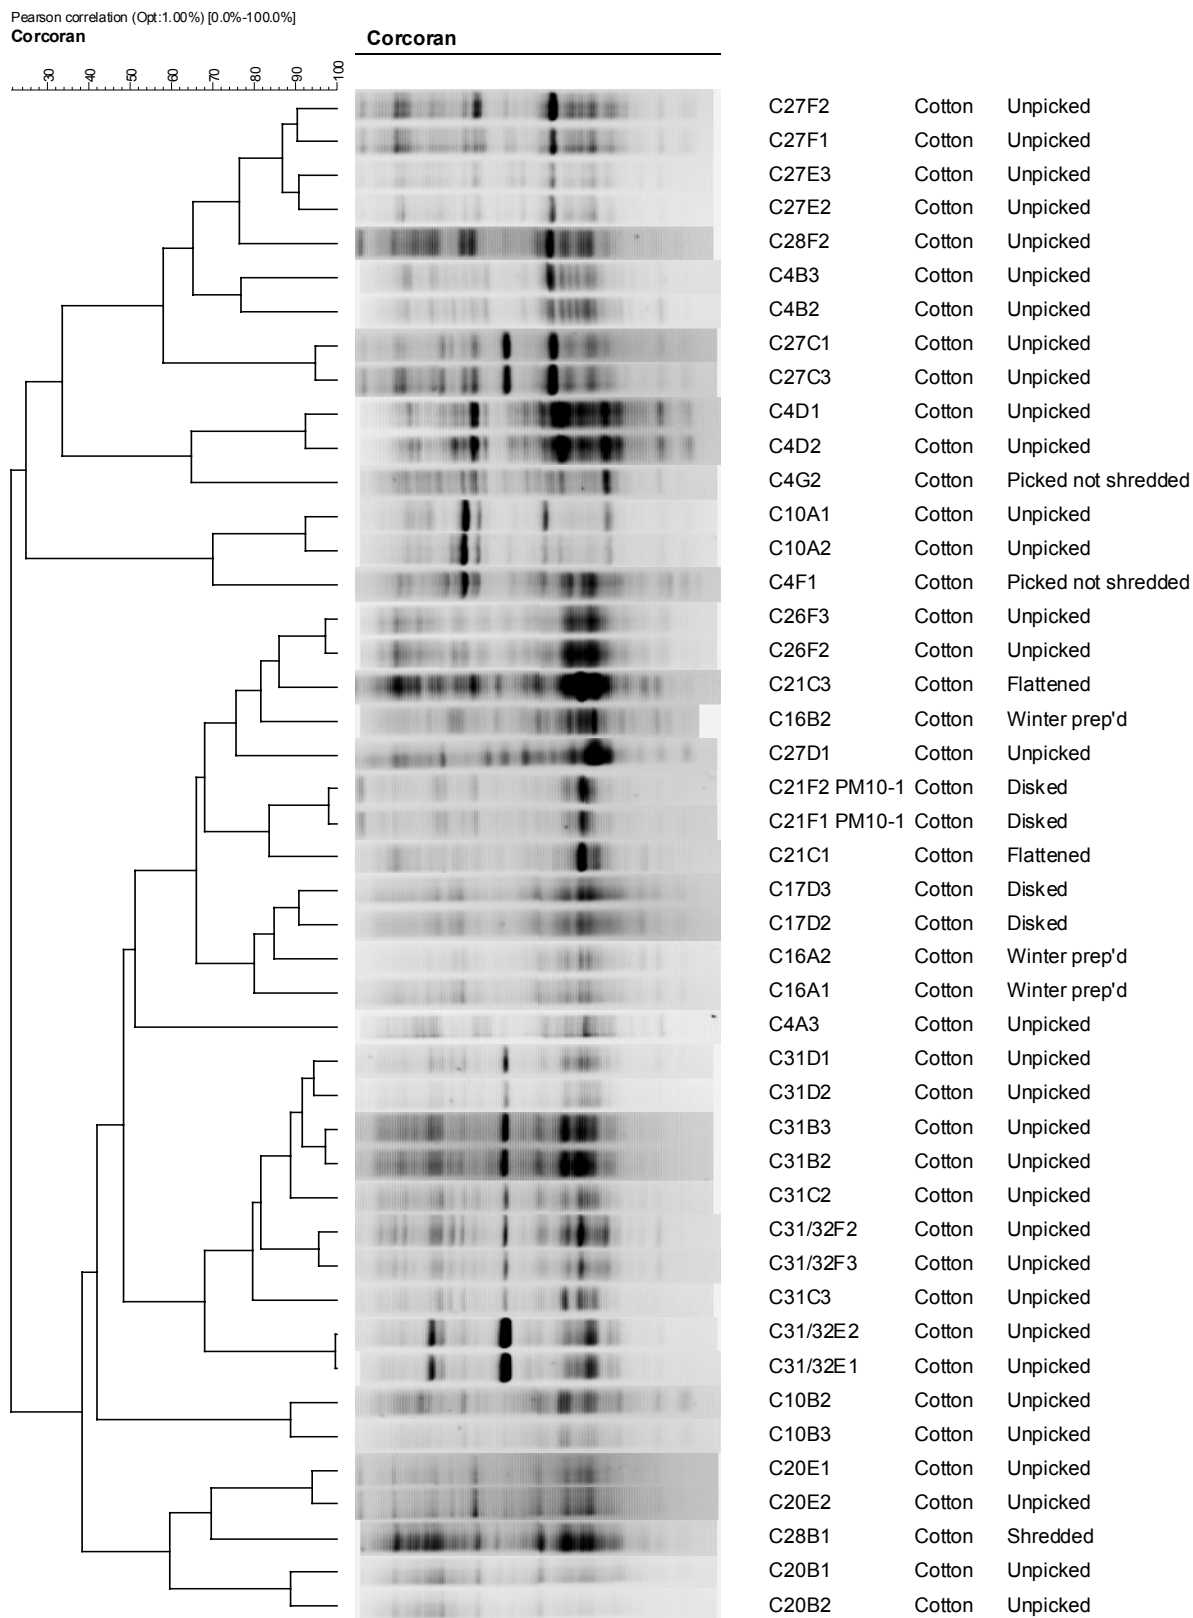 Pearson correlation (Opt:1.00%) [0.0%-100.0%]
Corcoran
Corcoran
30 40 50 60 70 80 90 100
C27F2 Cotton Unpicked
C27F1 Cotton Unpicked
C27E3 Cotton Unpicked
C27E2 Cotton Unpicked
C28F2 Cotton Unpicked
C4B3 Cotton Unpicked
C4B2 Cotton Unpicked
C27C1 Cotton Unpicked
C27C3 Cotton Unpicked
C4D1 Cotton Unpicked
C4D2 Cotton Unpicked
C4G2 Cotton Picked not shredded
C10A1 Cotton Unpicked
C10A2 Cotton Unpicked
C4F1 Cotton Picked not shredded
C26F3 Cotton Unpicked
C26F2 Cotton Unpicked
C21C3 Cotton Flattened
C16B2 Cotton Winter prep'd
C27D1 Cotton Unpicked
C21F2 PM10-1 Cotton Disked
C21F1 PM10-1 Cotton Disked
C21C1 Cotton Flattened
C17D3 Cotton Disked
C17D2 Cotton Disked
C16A2 Cotton Winter prep'd
C16A1 Cotton Winter prep'd
C4A3 Cotton Unpicked
C31D1 Cotton Unpicked
C31D2 Cotton Unpicked
C31B3 Cotton Unpicked
C31B2 Cotton Unpicked
C31C2 Cotton Unpicked
C31/32F2 Cotton Unpicked
C31/32F3 Cotton Unpicked
C31C3 Cotton Unpicked
C31/32E2 Cotton Unpicked
C31/32E1 Cotton Unpicked
C10B2 Cotton Unpicked
C10B3 Cotton Unpicked
C20E1 Cotton Unpicked
C20E2 Cotton Unpicked
C28B1 Cotton Shredded
C20B1 Cotton Unpicked
C20B2 Cotton Unpicked